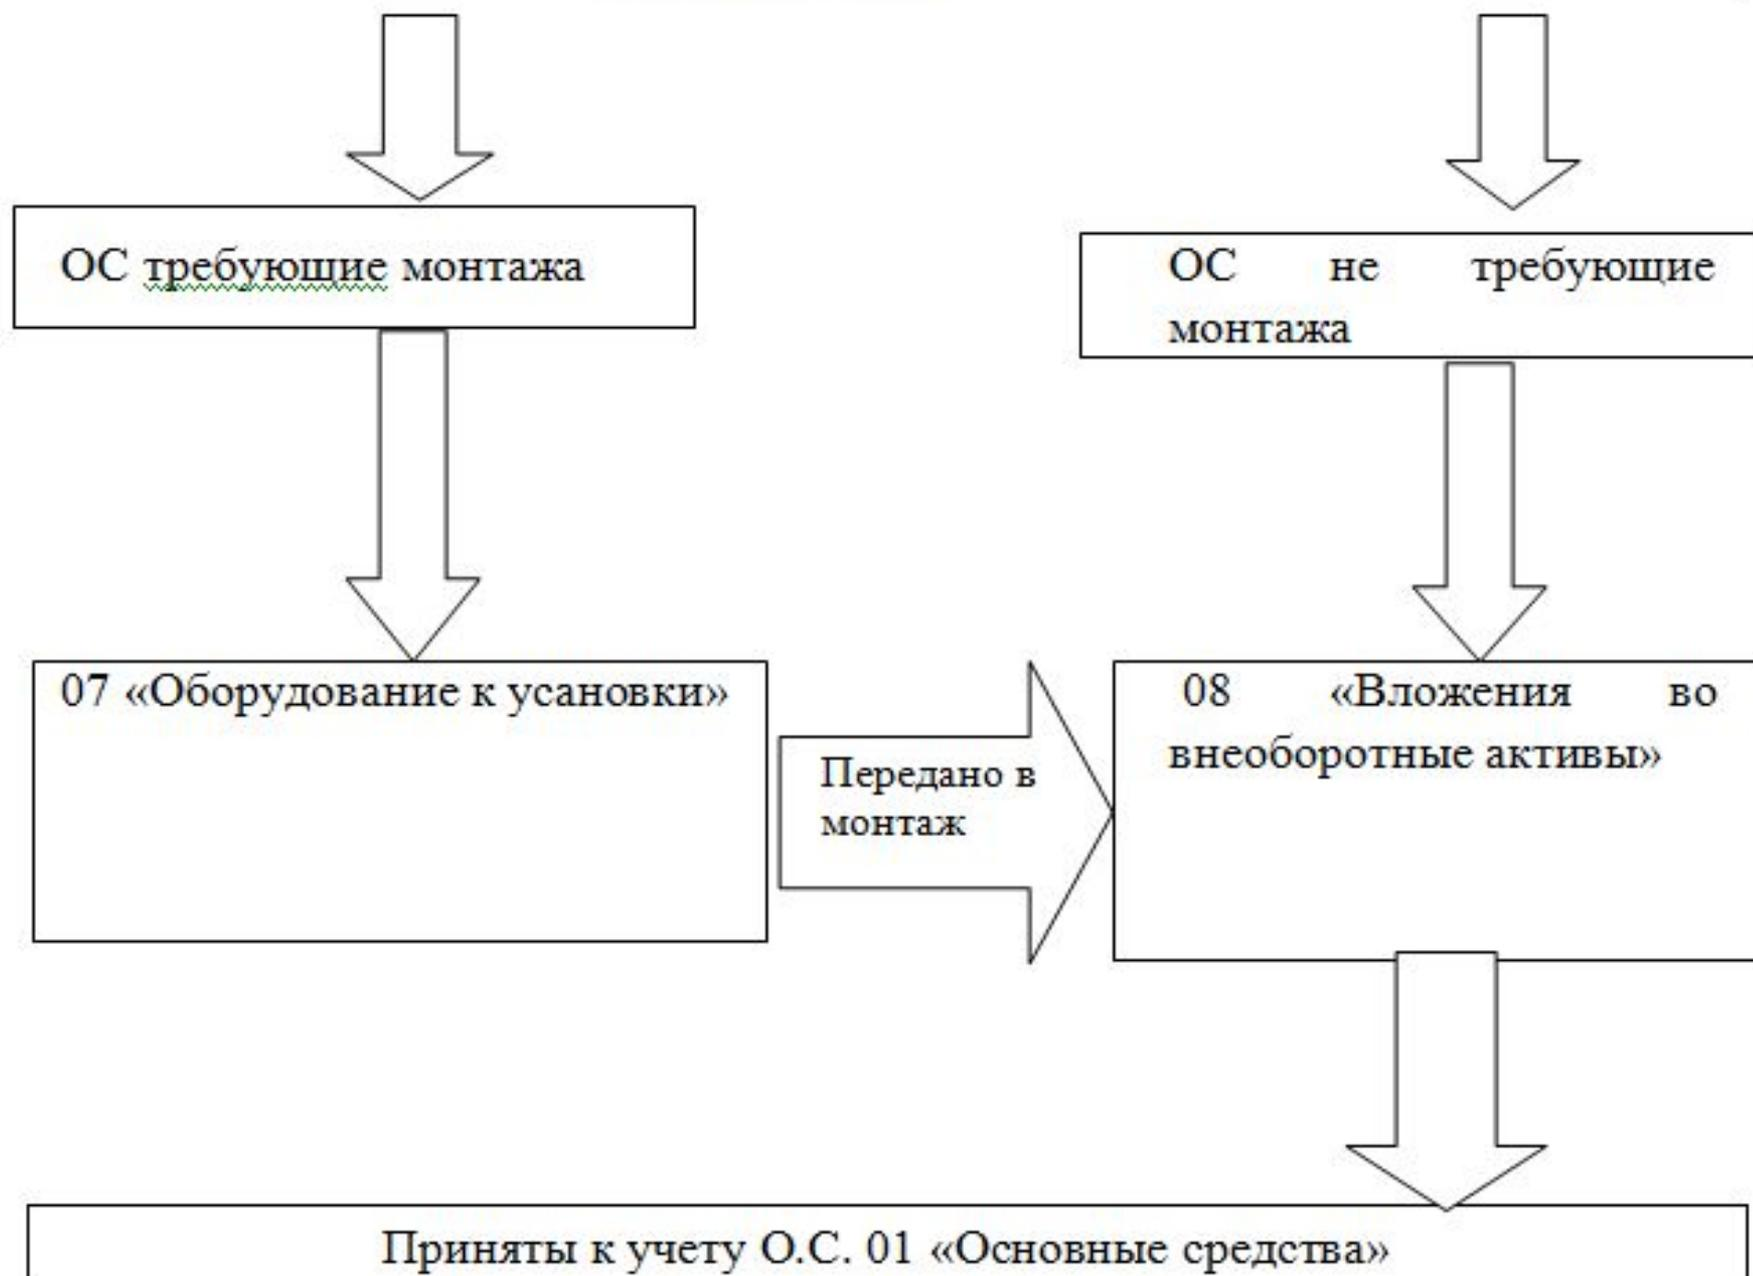 ОС требующие монтажа
ОС не требующие
монтажа
07 «Оборудование к усановки»
08 «Вложения во
внеоборотные активы»
Передано в
монтаж
Приняты к учету О.С. 01 «Основные средства»